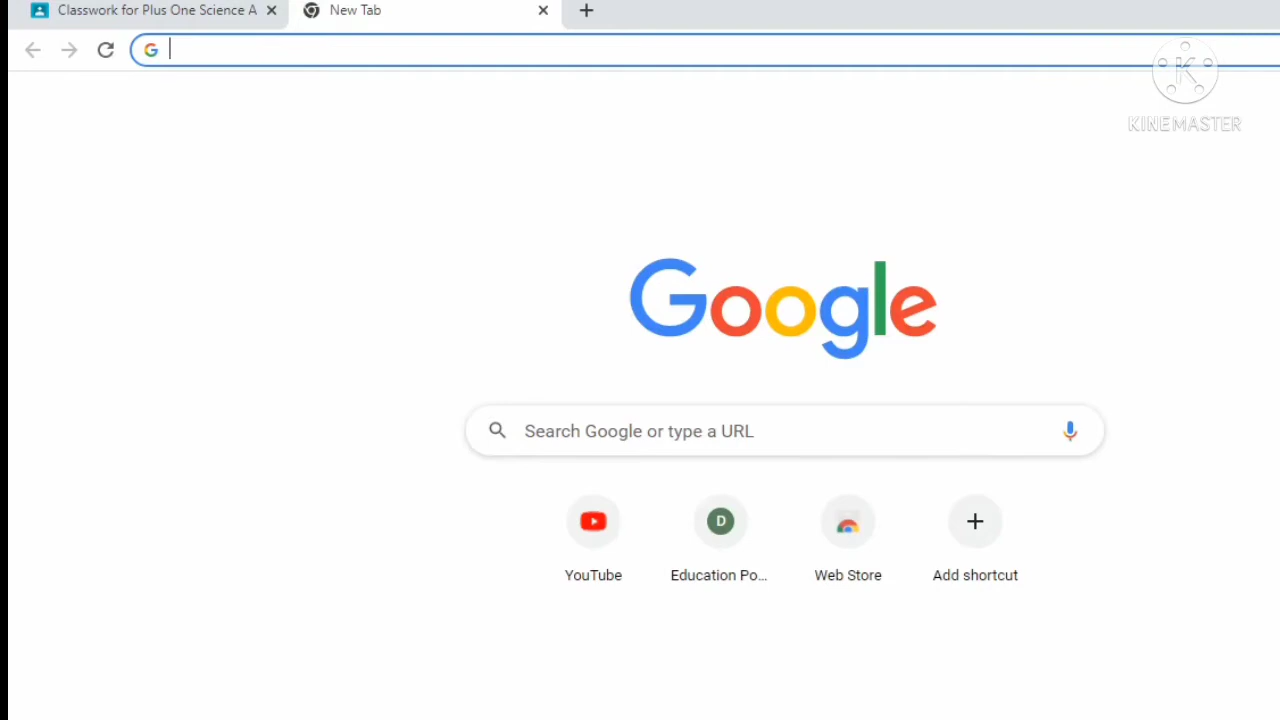 Classwork for Plus One Science A
New Tab
KINEMASTER
Google
Search Google or type a URL
YouTube
Education Po...
Web Store
Add shortcut